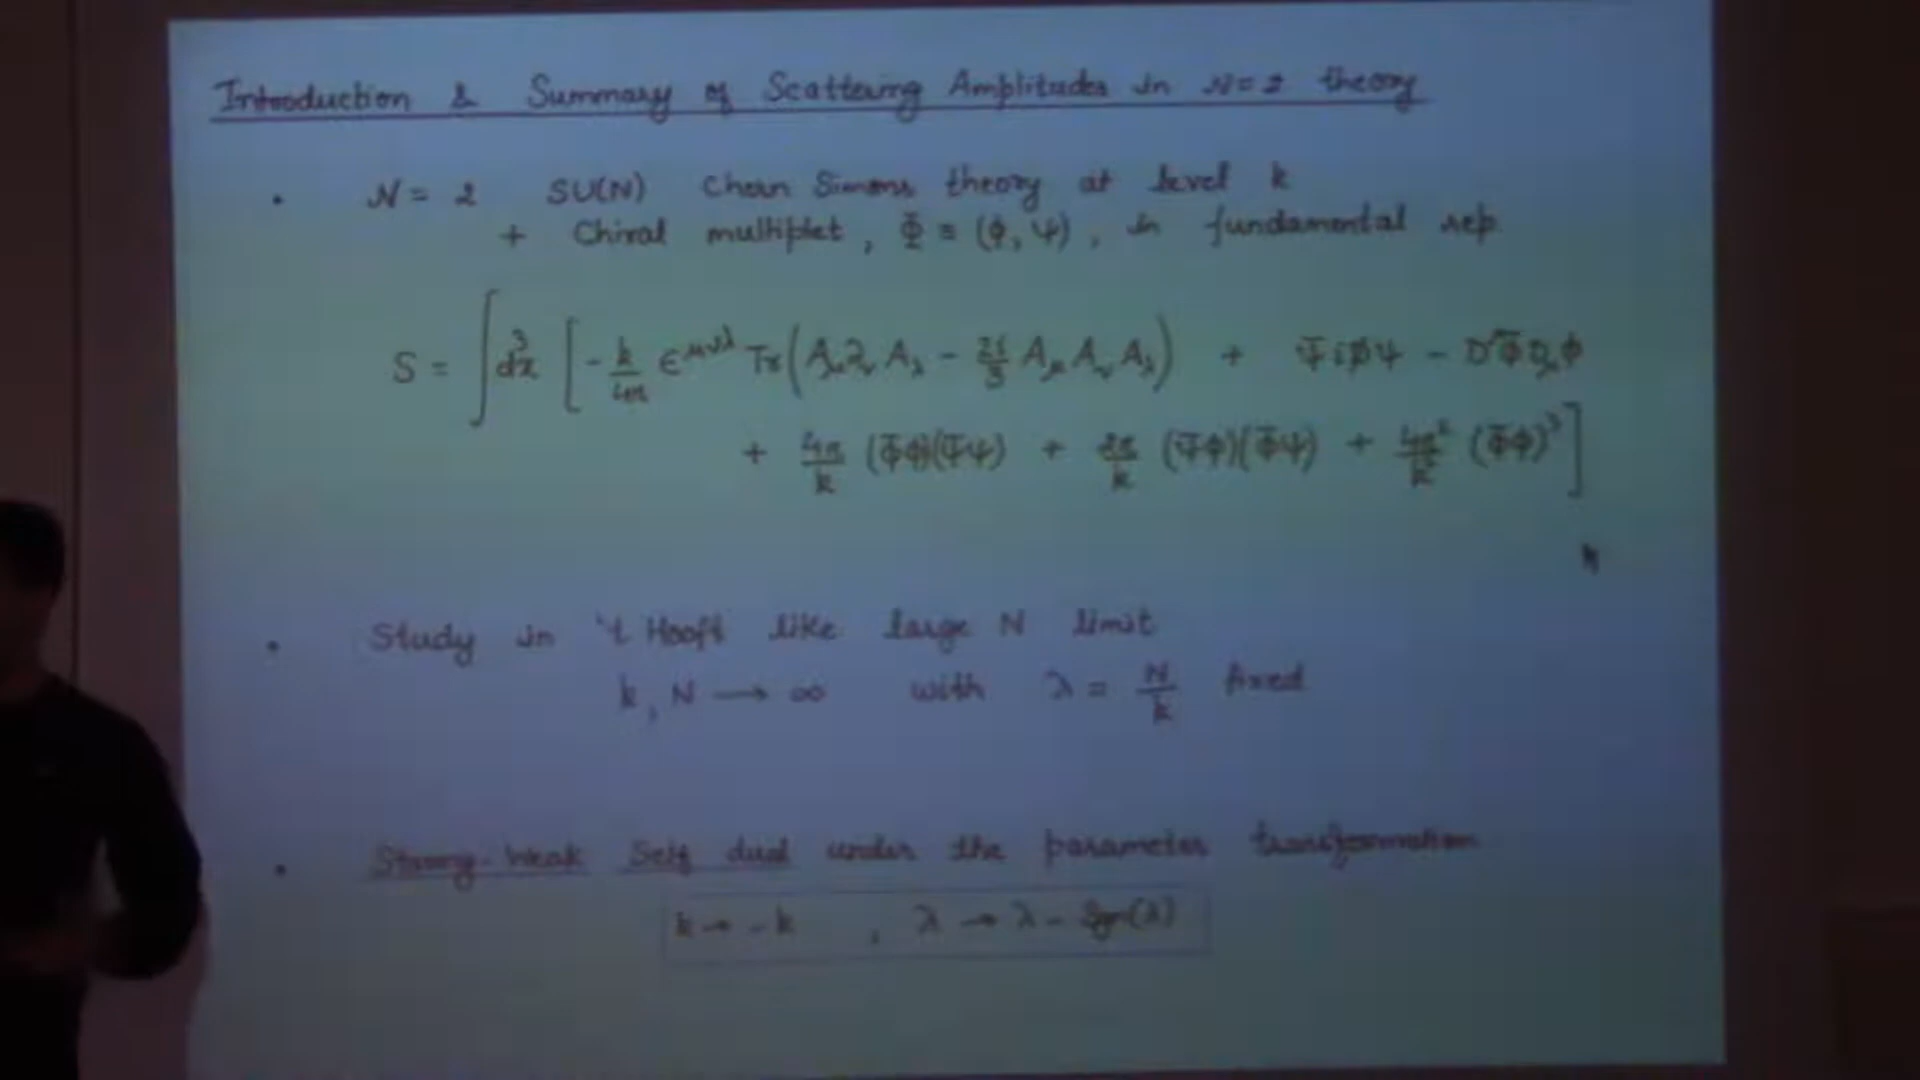 Introduction & Summary of Scattering Amplitudes in N=2 theory
• N = 2 SU(N) Chern Simons theory at level k
+ Chiral multiplet, Φ ≡ (ϕ, ψ), in fundamental rep.
S = ∫d³x [ - k/4π ε^{μνλ} Tr( A_μ ∂_ν A_λ - 2i/3 A_μ A_ν A_λ ) + ψ̄ i D̸ ψ - D^μ ϕ̄ D_μ ϕ
+ 4π/k (ϕ̄ϕ)(ψ̄ψ) + 2π/k (ψ̄ϕ)(ϕ̄ψ) + 4π²/k² (ϕ̄ϕ)³ ]
• Study in 't Hooft like large N limit
k, N → ∞ with λ = N/k fixed
• Strong-Weak Self dual under the parameter transformation
k → -k , λ → λ - Sgn(λ)